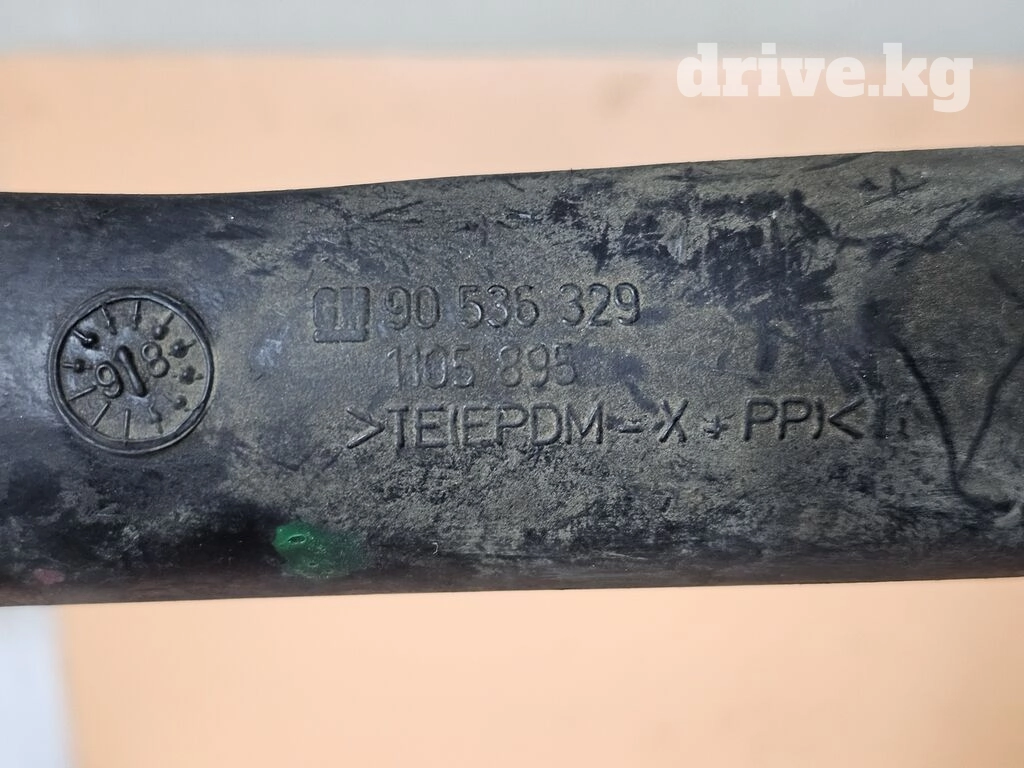 drive.kg
GM 90 536 329
1105 895
>TE(EPDM-X+PP)<